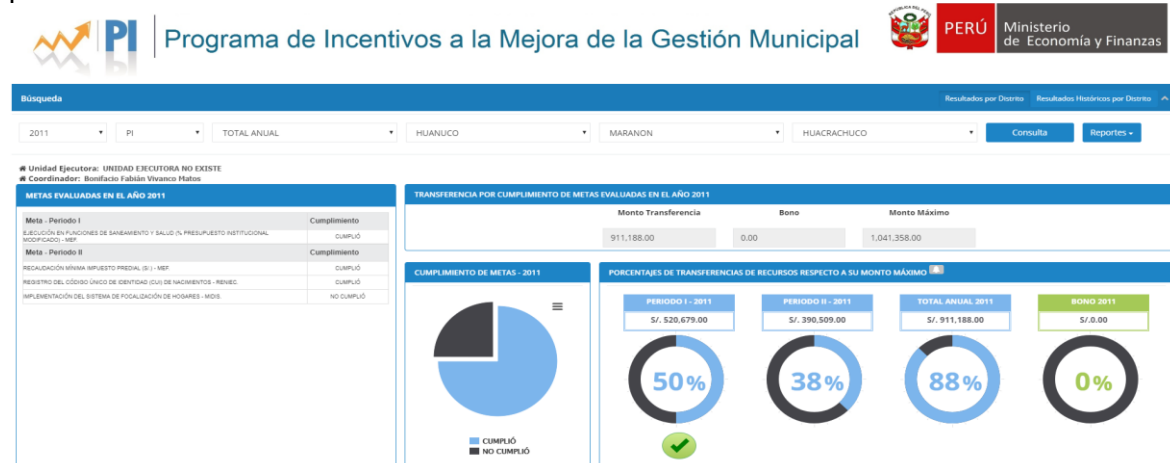 PI Programa de Incentivos a la Mejora de la Gestión Municipal
REPUBLICA DEL PERU
PERÚ Ministerio de Economía y Finanzas
Búsqueda
Resultados por Distrito Resultados Históricos por Distrito
2011 PI TOTAL ANUAL HUANUCO MARANON HUACRACHUCO Consulta Reportes
Unidad Ejecutora: UNIDAD EJECUTORA NO EXISTE
Coordinador: Bonifacio Fabián Vivanco Matos
METAS EVALUADAS EN EL AÑO 2011
Meta - Periodo I Cumplimiento
EJECUCIÓN EN FUNCIONES DE SANEAMIENTO Y SALUD (% PRESUPUESTO INSTITUCIONAL
MODIFICADO) - MEF. CUMPLIÓ
Meta - Periodo II Cumplimiento
RECAUDACIÓN MÍNIMA IMPUESTO PREDIAL (S/.) - MEF. CUMPLIÓ
REGISTRO DEL CÓDIGO ÚNICO DE IDENTIDAD (CUI) DE NACIMIENTOS - RENIEC. CUMPLIÓ
IMPLEMENTACIÓN DEL SISTEMA DE FOCALIZACIÓN DE HOGARES - MIDIS. NO CUMPLIÓ
TRANSFERENCIA POR CUMPLIMIENTO DE METAS EVALUADAS EN EL AÑO 2011
Monto Transferencia Bono Monto Máximo
911,188.00 0.00 1,041,358.00
CUMPLIMIENTO DE METAS - 2011
CUMPLIÓ
NO CUMPLIÓ
PORCENTAJES DE TRANSFERENCIAS DE RECURSOS RESPECTO A SU MONTO MÁXIMO
PERIODO I - 2011 PERIODO II - 2011 TOTAL ANUAL 2011 BONO 2011
S/. 520,679.00 S/. 390,509.00 S/. 911,188.00 S/.0.00
50% 38% 88% 0%